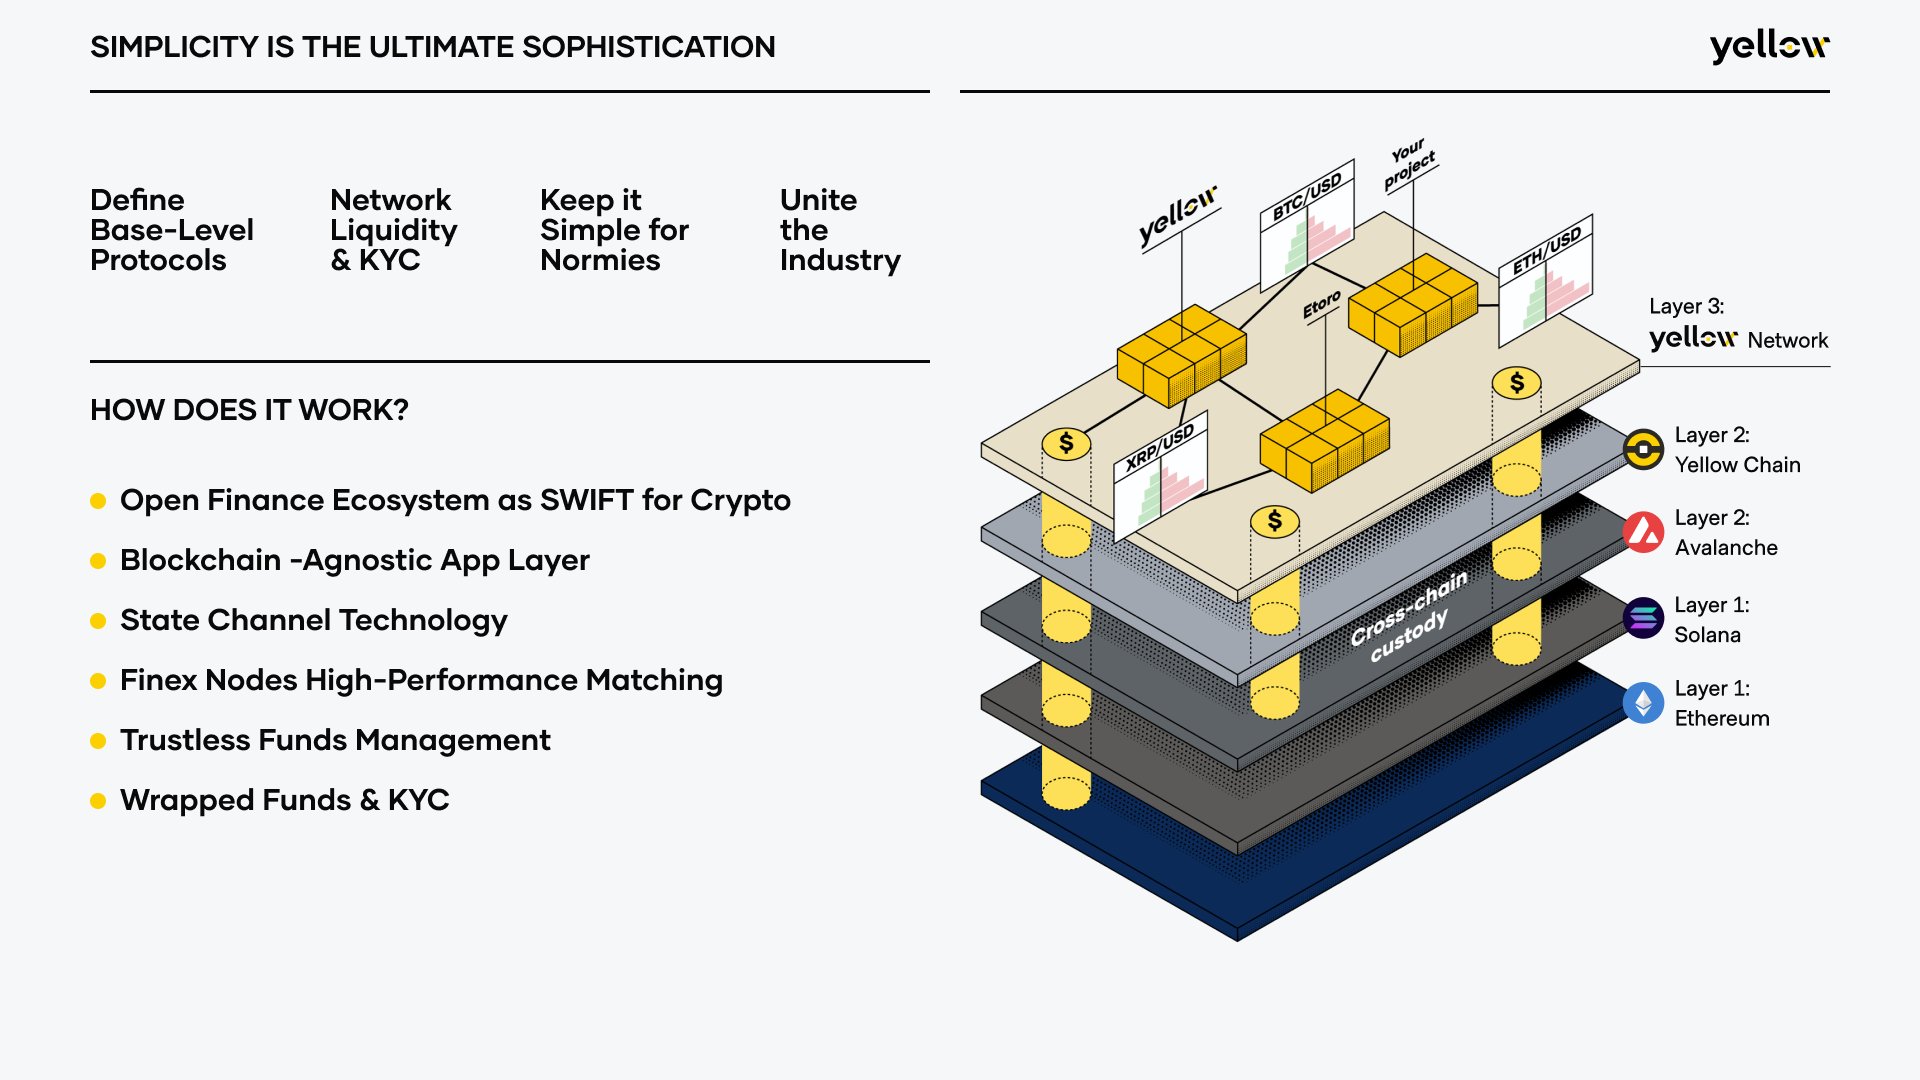 SIMPLICITY IS THE ULTIMATE SOPHISTICATION
yellow
Define
Base-Level
Protocols
Network
Liquidity
& KYC
Keep it
Simple for
Normies
Unite
the
Industry
HOW DOES IT WORK?
Open Finance Ecosystem as SWIFT for Crypto
Blockchain -Agnostic App Layer
State Channel Technology
Finex Nodes High-Performance Matching
Trustless Funds Management
Wrapped Funds & KYC
yellow
BTC/USD
Your
project
ETH/USD
Etoro
XRP/USD
$
$
$
Cross-chain
custody
Layer 3:
yellow Network
Layer 2:
Yellow Chain
Layer 2:
Avalanche
Layer 1:
Solana
Layer 1:
Ethereum